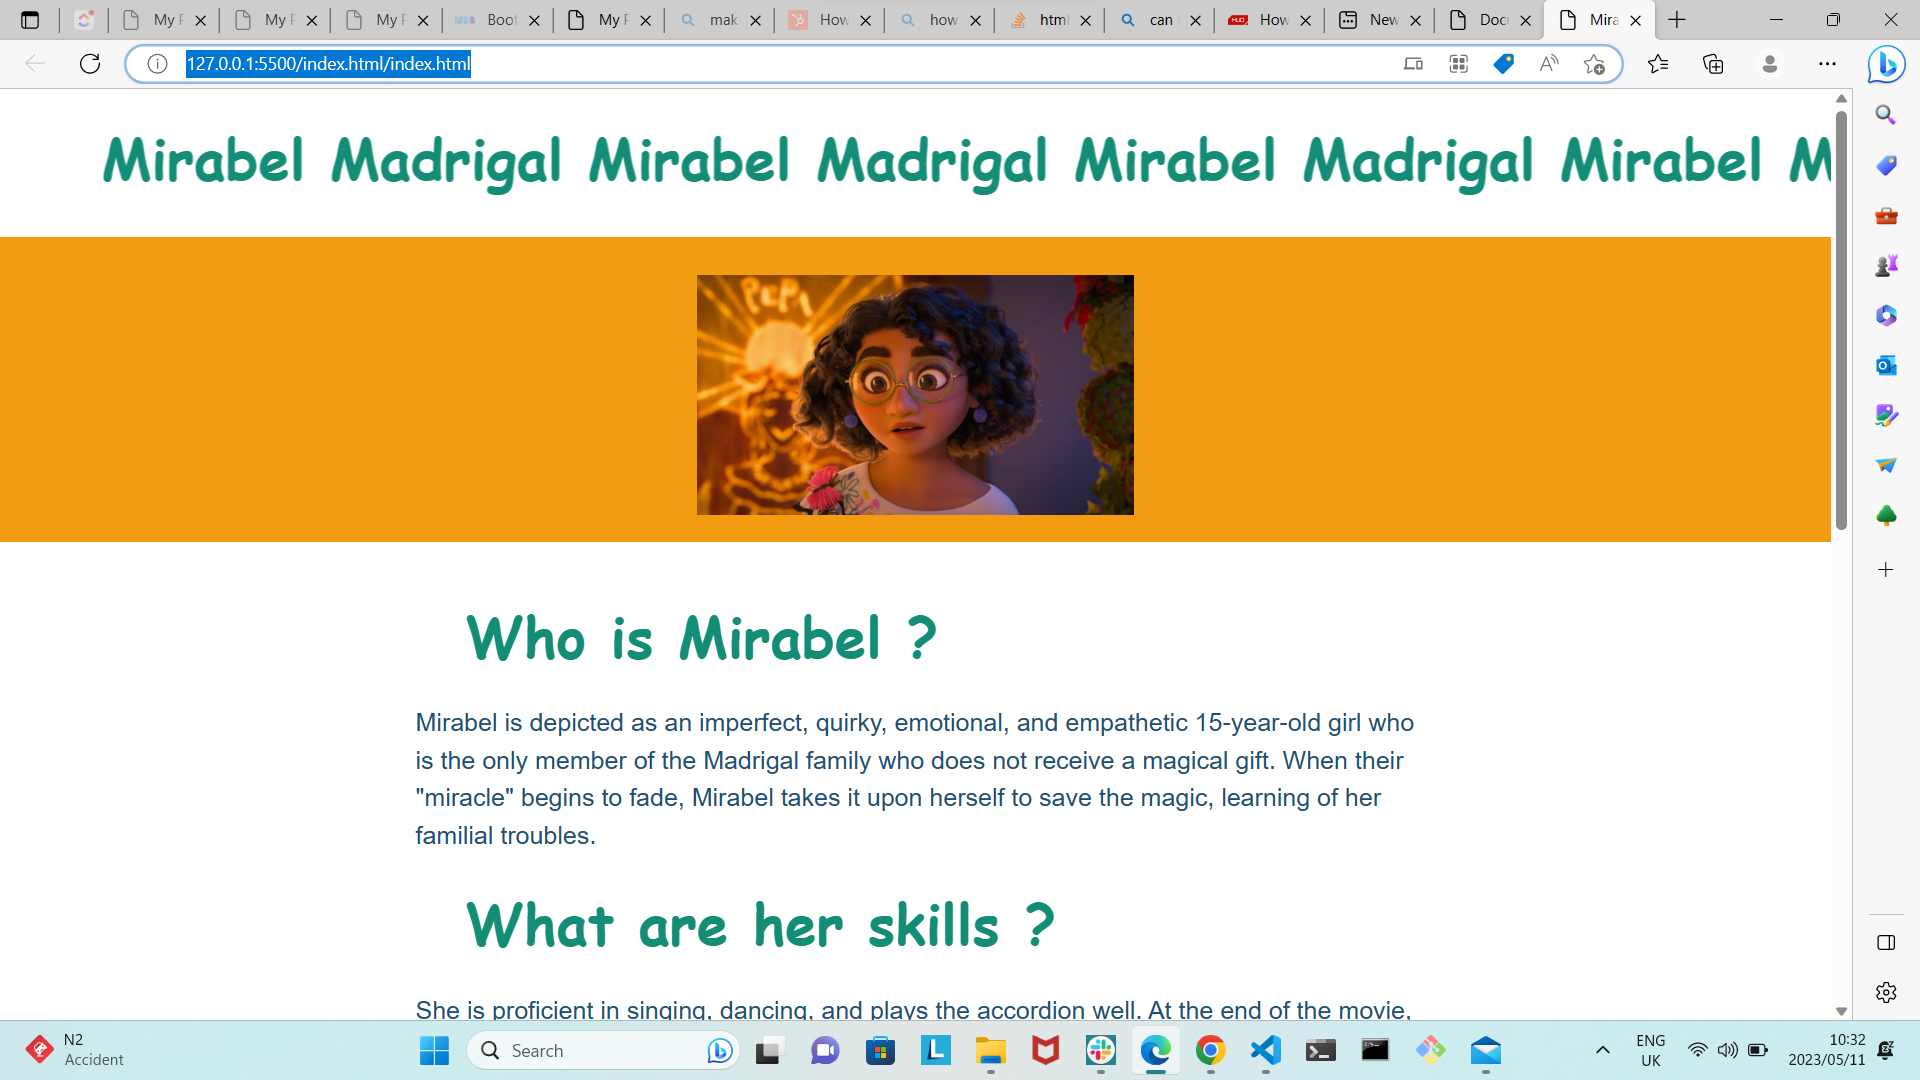 My F
My F
My F
Boot
My F
mak
How
how
html
can i
How
New
Docu
Mira
127.0.0.1:5500/index.html/index.html
Mirabel Madrigal Mirabel Madrigal Mirabel Madrigal Mirabel M
PEPA
Who is Mirabel ?
Mirabel is depicted as an imperfect, quirky, emotional, and empathetic 15-year-old girl who
is the only member of the Madrigal family who does not receive a magical gift. When their
"miracle" begins to fade, Mirabel takes it upon herself to save the magic, learning of her
familial troubles.
What are her skills ?
She is proficient in singing, dancing, and plays the accordion well. At the end of the movie,
N2
Accident
Search
ENG
UK
10:32
2023/05/11